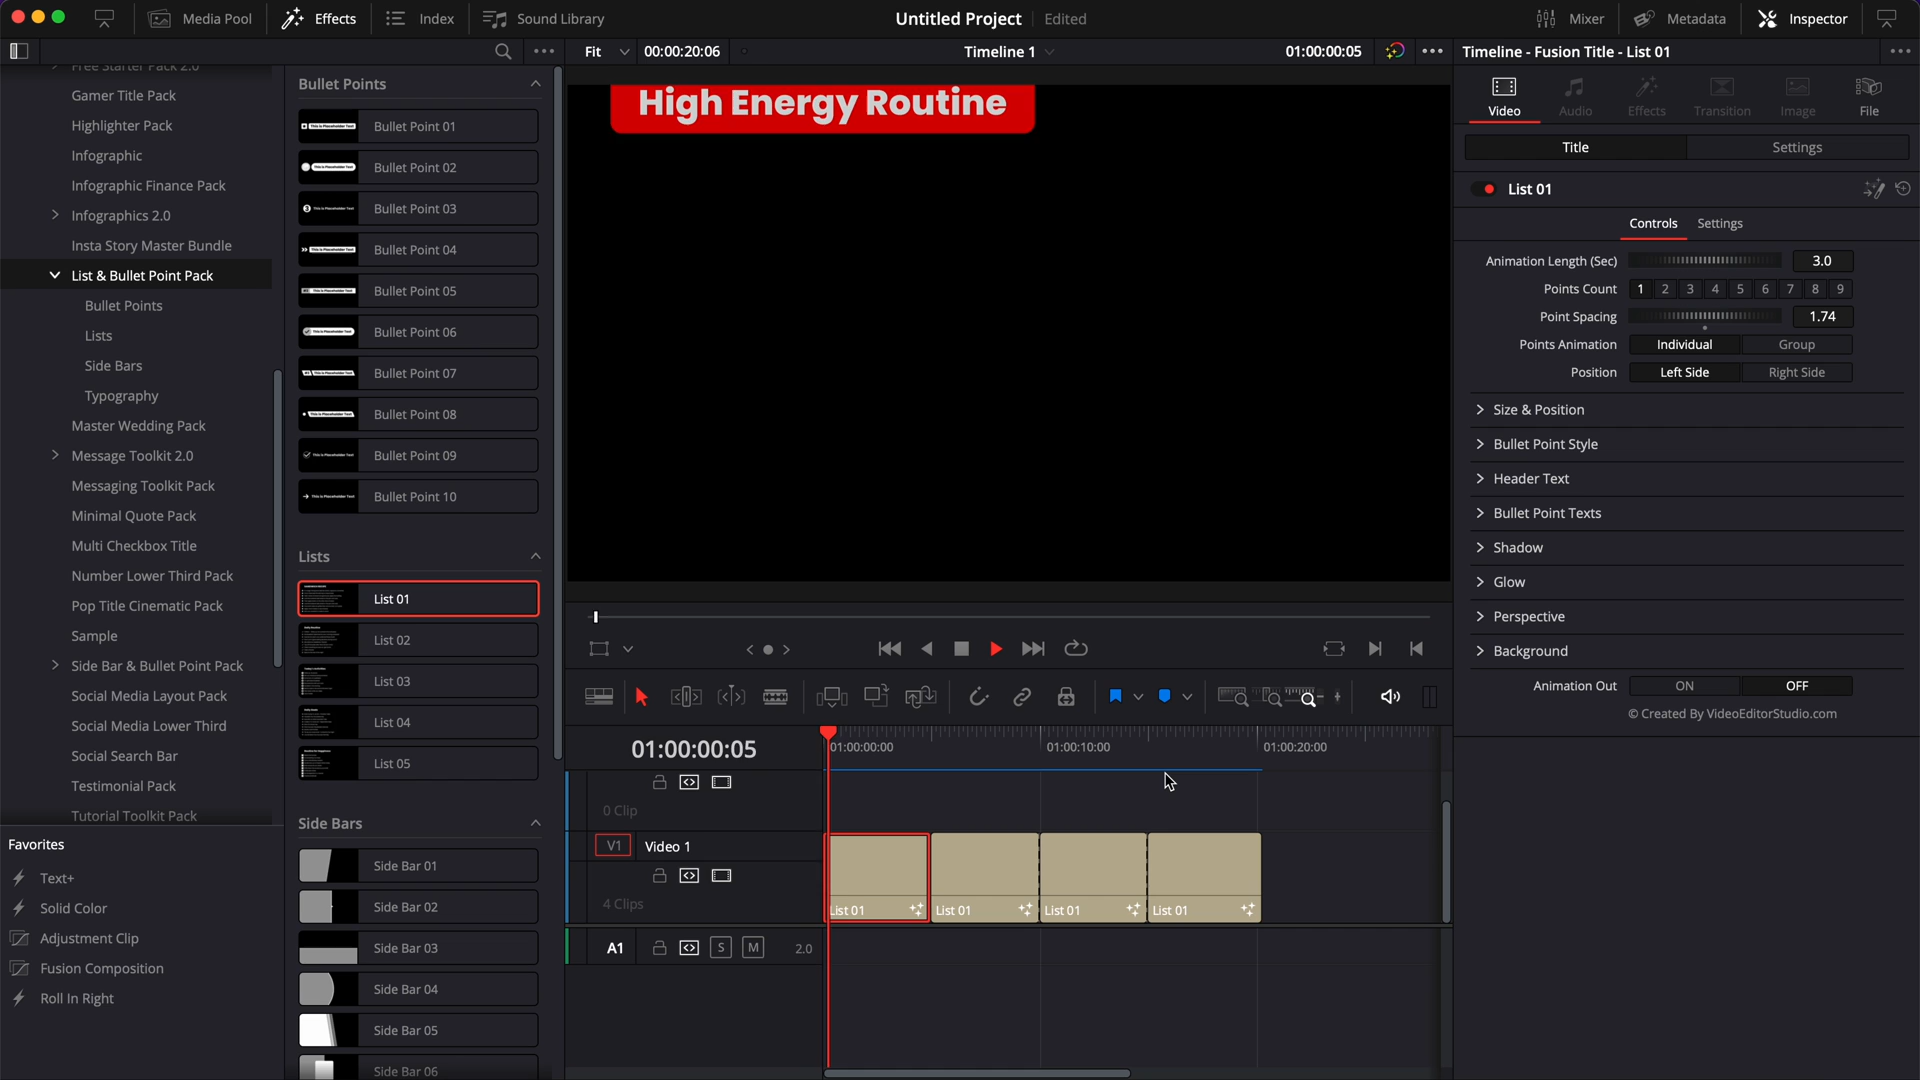 Media Pool
Effects
Index
Sound Library
Untitled Project
Edited
Mixer
Metadata
Inspector
Fit
00:00:20:06
Timeline 1
01:00:00:05
Timeline - Fusion Title - List 01
Free Starter Pack 2.0
Gamer Title Pack
Highlighter Pack
Infographic
Infographic Finance Pack
Infographics 2.0
Insta Story Master Bundle
List & Bullet Point Pack
Bullet Points
Lists
Side Bars
Typography
Master Wedding Pack
Message Toolkit 2.0
Messaging Toolkit Pack
Minimal Quote Pack
Multi Checkbox Title
Number Lower Third Pack
Pop Title Cinematic Pack
Sample
Side Bar & Bullet Point Pack
Social Media Layout Pack
Social Media Lower Third
Social Search Bar
Testimonial Pack
Tutorial Toolkit Pack
Favorites
Text+
Solid Color
Adjustment Clip
Fusion Composition
Roll In Right
Bullet Points
Bullet Point 01
Bullet Point 02
Bullet Point 03
Bullet Point 04
Bullet Point 05
Bullet Point 06
Bullet Point 07
Bullet Point 08
Bullet Point 09
Bullet Point 10
Lists
List 01
List 02
List 03
List 04
List 05
Side Bars
Side Bar 01
Side Bar 02
Side Bar 03
Side Bar 04
Side Bar 05
Side Bar 06
High Energy Routine
01:00:00:05
01:00:00:00
01:00:10:00
01:00:20:00
0 Clip
V1
Video 1
4 Clips
List 01
List 01
List 01
List 01
A1
S
M
2.0
Video
Audio
Effects
Transition
Image
File
Title
Settings
List 01
Controls
Settings
Animation Length (Sec)
3.0
Points Count
1 2 3 4 5 6 7 8 9
Point Spacing
1.74
Points Animation
Individual
Group
Position
Left Side
Right Side
Size & Position
Bullet Point Style
Header Text
Bullet Point Texts
Shadow
Glow
Perspective
Background
Animation Out
ON
OFF
© Created By VideoEditorStudio.com